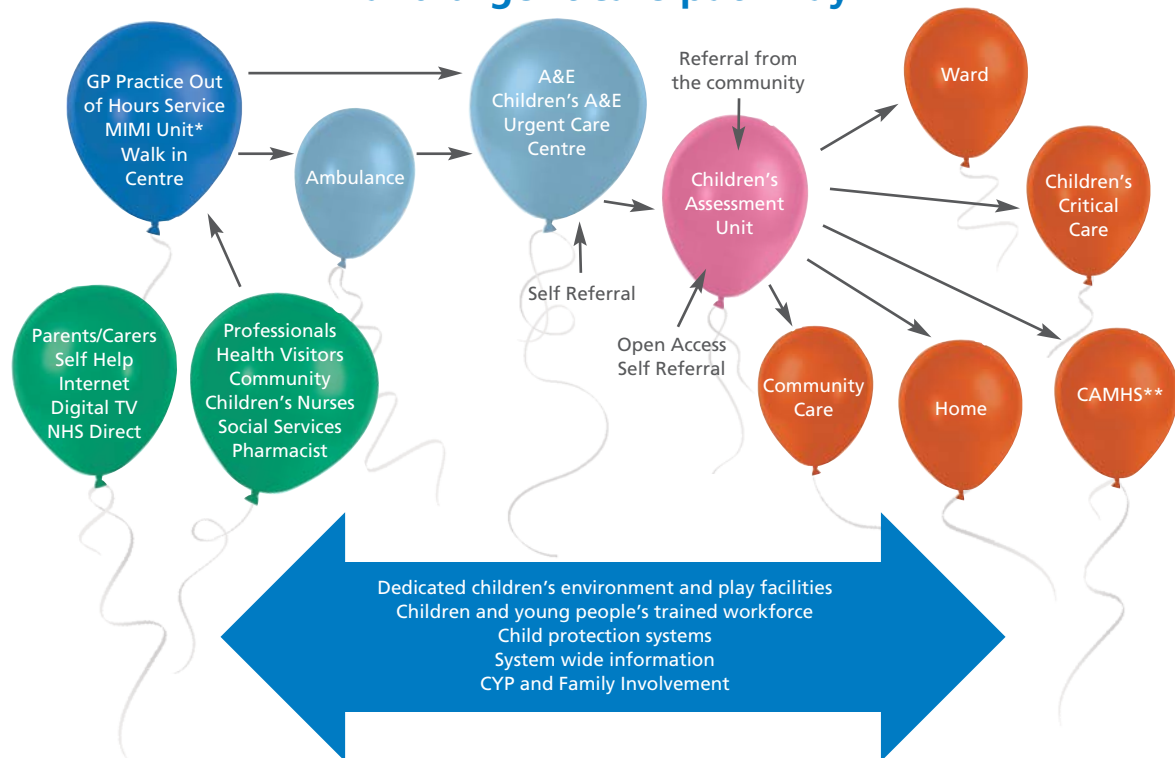 GP Practice Out
of Hours Service
MIMI Unit*
Walk in
Centre
Ambulance
A&E
Children's A&E
Urgent Care
Centre
Referral from
the community
Ward
Children's
Assessment
Unit
Children's
Critical
Care
Self Referral
Open Access
Self Referral
Parents/Carers
Self Help
Internet
Digital TV
NHS Direct
Professionals
Health Visitors
Community
Children's Nurses
Social Services
Pharmacist
Community
Care
Home
CAMHS**
Dedicated children's environment and play facilities
Children and young people's trained workforce
Child protection systems
System wide information
CYP and Family Involvement